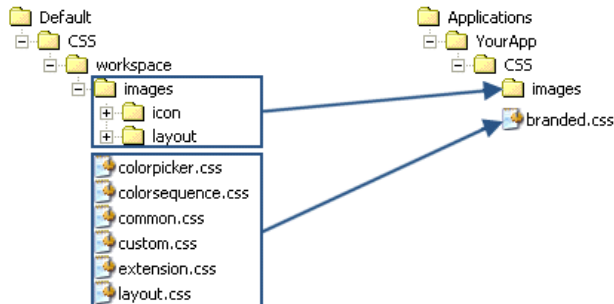 Default
CSS
workspace
images
icon
layout
colorpicker.css
colorsequence.css
common.css
custom.css
extension.css
layout.css
Applications
YourApp
CSS
images
branded.css